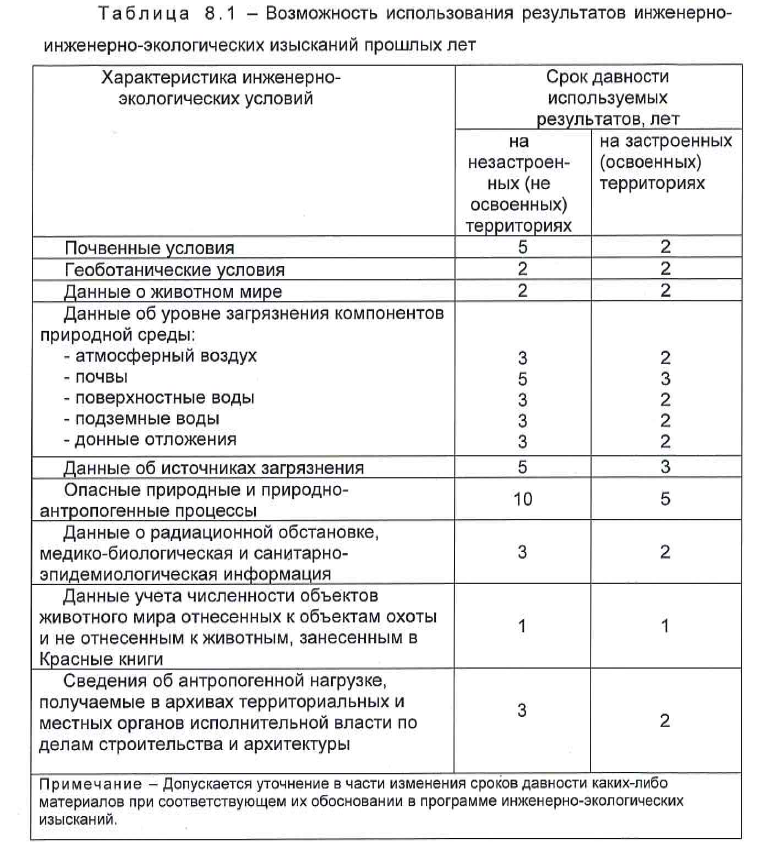 Таблица 8.1 – Возможность использования результатов инженерно-
инженерно-экологических изысканий прошлых лет
Характеристика инженерно-
экологических условий
Срок давности
используемых
результатов, лет
на
незастроен-
ных (не
освоенных)
территориях
на застроенных
(освоенных)
территориях
Почвенные условия 5 2
Геоботанические условия 2 2
Данные о животном мире 2 2
Данные об уровне загрязнения компонентов
природной среды:
- атмосферный воздух 3 2
- почвы 5 3
- поверхностные воды 3 2
- подземные воды 3 2
- донные отложения 3 2
Данные об источниках загрязнения 5 3
Опасные природные и природно-
антропогенные процессы 10 5
Данные о радиационной обстановке,
медико-биологическая и санитарно-
эпидемиологическая информация 3 2
Данные учета численности объектов
животного мира отнесенных к объектам охоты
и не отнесенным к животным, занесенным в
Красные книги 1 1
Сведения об антропогенной нагрузке,
получаемые в архивах территориальных и
местных органов исполнительной власти по
делам строительства и архитектуры 3 2
Примечание – Допускается уточнение в части изменения сроков давности каких-либо
материалов при соответствующем их обосновании в программе инженерно-экологических
изысканий.